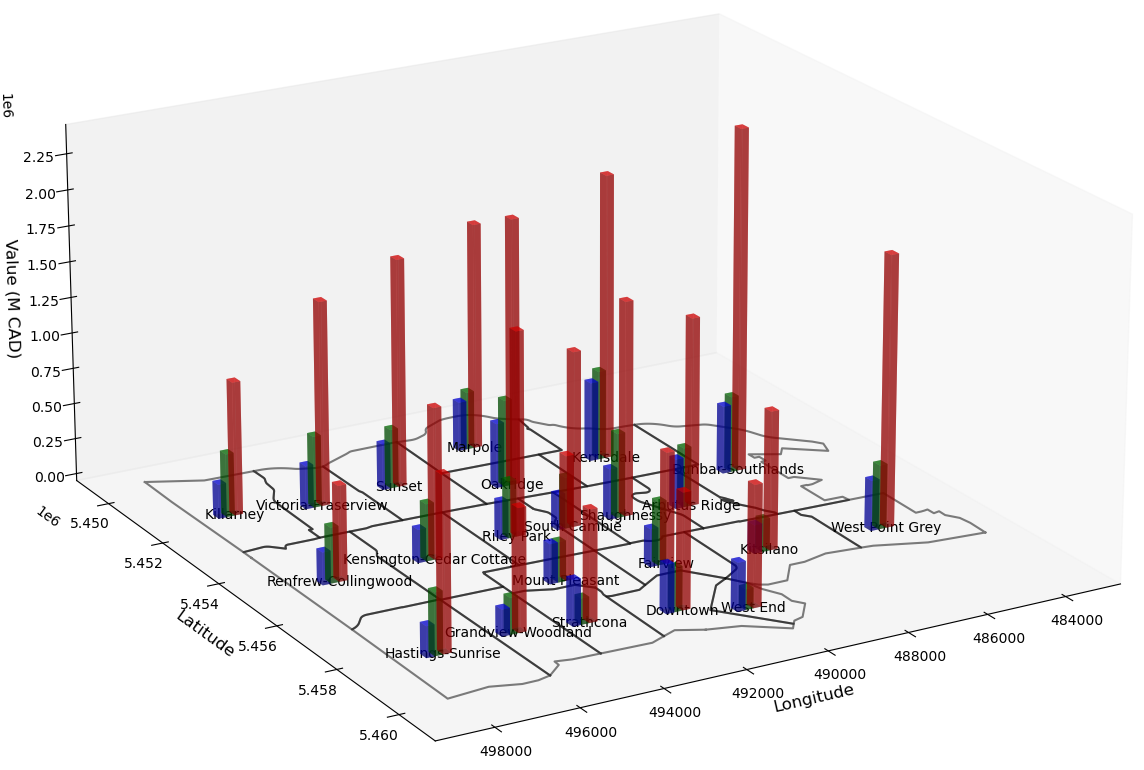 1e6
2.25
2.00
1.75
1.50
1.25
1.00
0.75
0.50
0.25
0.00
Value (M CAD)
1e6
5.450
5.452
5.454
5.456
5.458
5.460
Latitude
498000
496000
494000
492000
490000
488000
486000
484000
Longitude
Marpole
Kerrisdale
Dunbar-Southlands
Sunset
Oakridge
Victoria-Fraserview
Arbutus Ridge
Killarney
Shaughnessy
South Cambie
West Point Grey
Riley Park
Kitsilano
Kensington-Cedar Cottage
Fairview
Renfrew-Collingwood
Mount Pleasant
Downtown
West End
Strathcona
Grandview-Woodland
Hastings-Sunrise